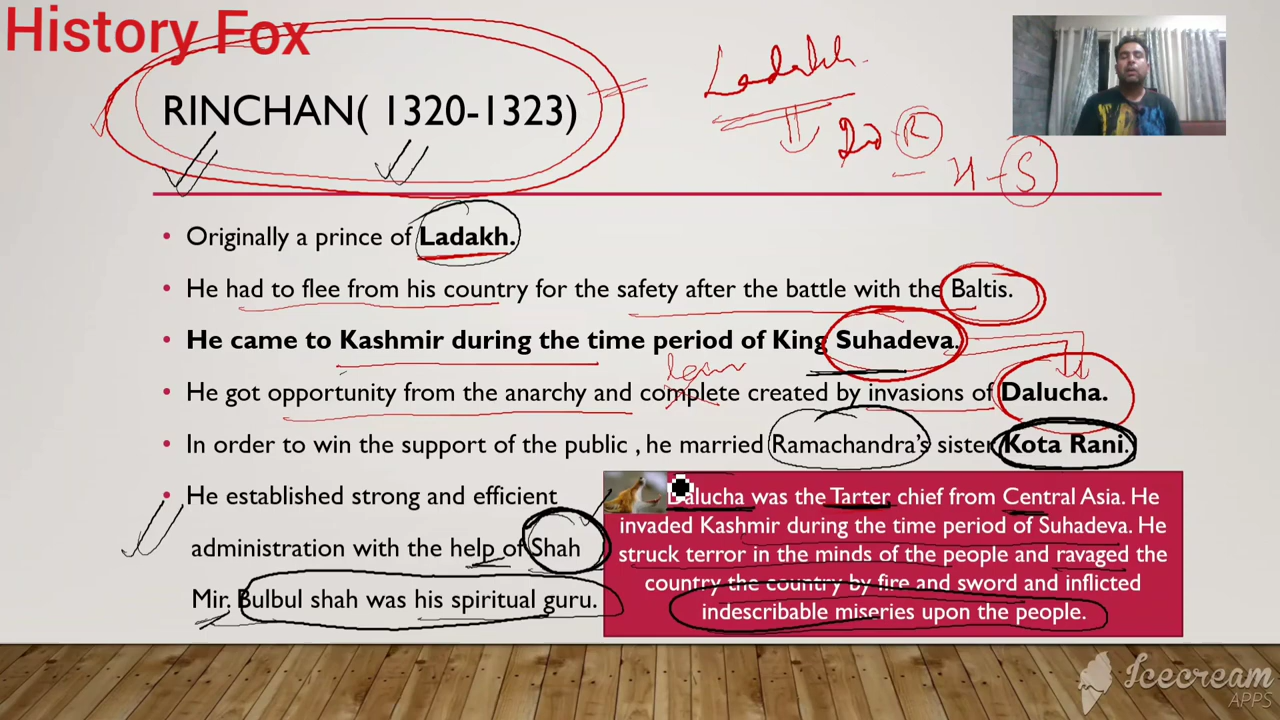 History Fox
RINCHAN( 1320-1323)
Ladakh.
R
S
Originally a prince of Ladakh.
He had to flee from his country for the safety after the battle with the Baltis.
He came to Kashmir during the time period of King Suhadeva.
He got opportunity from the anarchy and complete created by invasions of Dalucha.
In order to win the support of the public , he married Ramachandra's sister Kota Rani.
He established strong and efficient
administration with the help of Shah
Mir. Bulbul shah was his spiritual guru.
Dalucha was the Tarter chief from Central Asia. He
invaded Kashmir during the time period of Suhadeva. He
struck terror in the minds of the people and ravaged the
country the country by fire and sword and inflicted
indescribable miseries upon the people.
Icecream
APPS